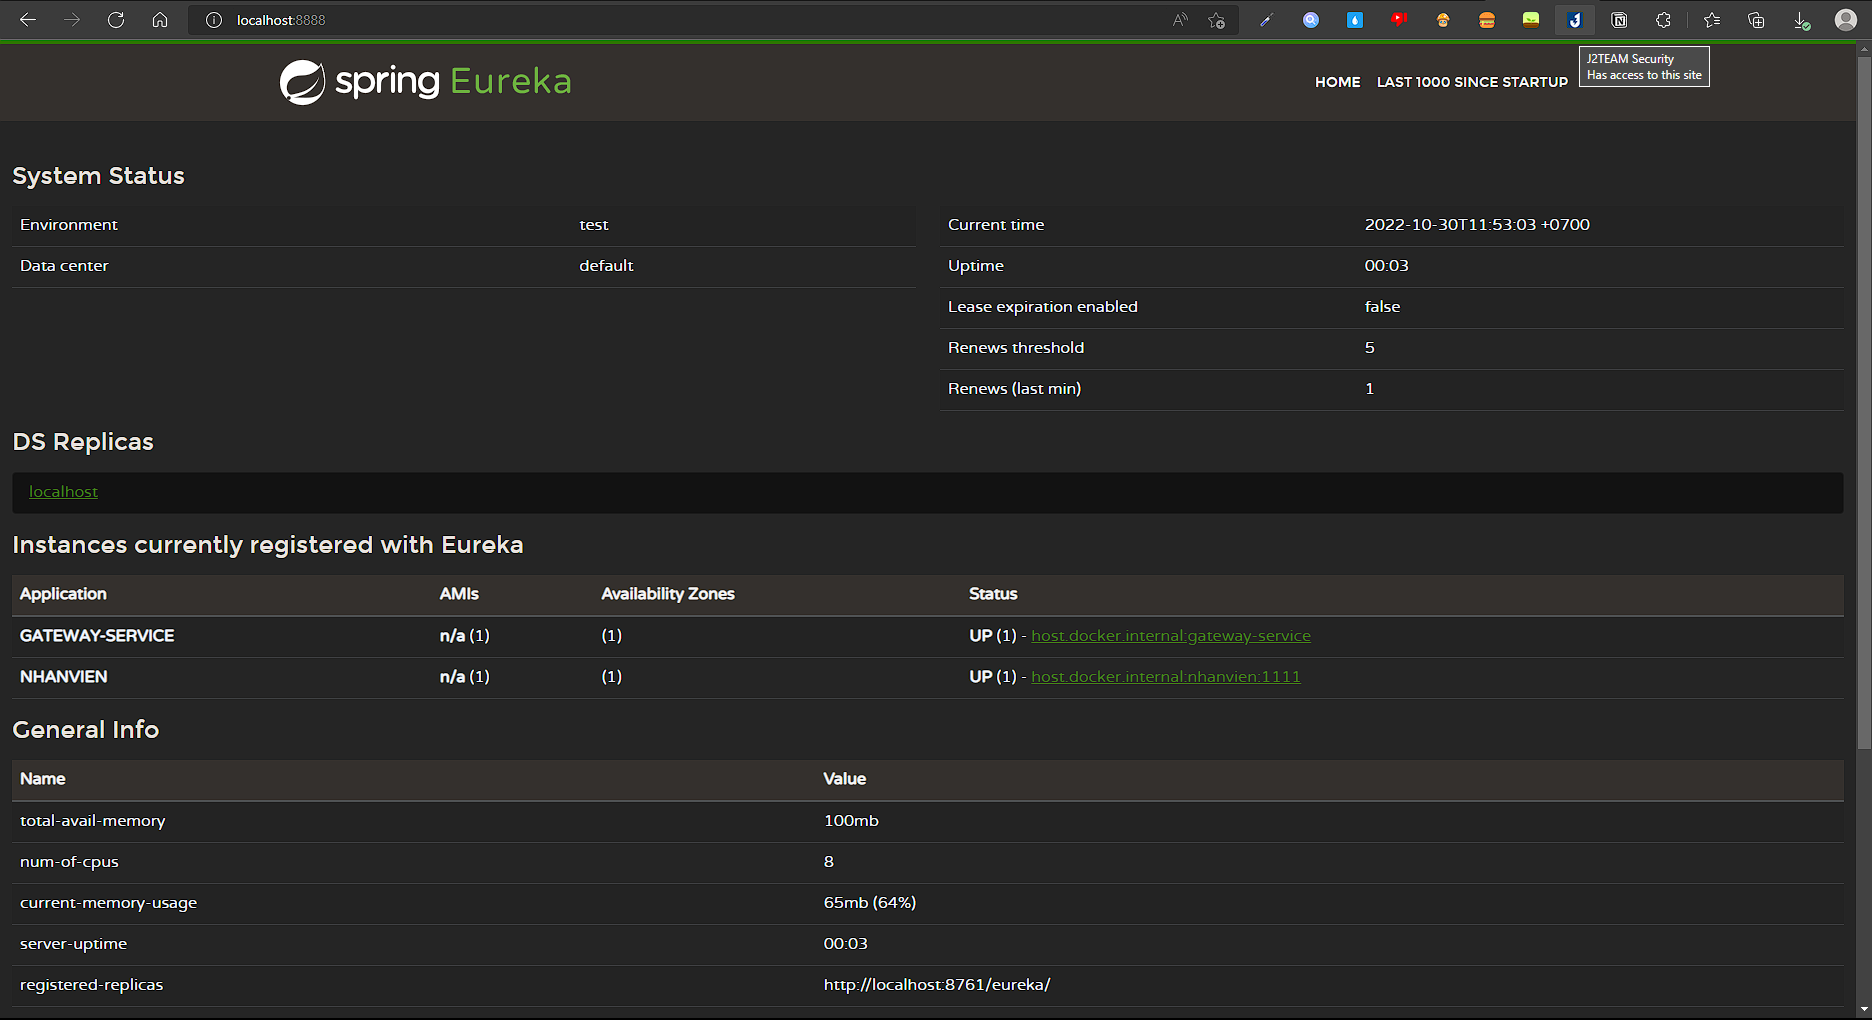 localhost:8888
J2TEAM Security
Has access to this site
spring Eureka
HOME LAST 1000 SINCE STARTUP
System Status
Environment test
Data center default
Current time 2022-10-30T11:53:03 +0700
Uptime 00:03
Lease expiration enabled false
Renews threshold 5
Renews (last min) 1
DS Replicas
localhost
Instances currently registered with Eureka
Application AMIs Availability Zones Status
GATEWAY-SERVICE n/a (1) (1) UP (1) - host.docker.internal:gateway-service
NHANVIEN n/a (1) (1) UP (1) - host.docker.internal:nhanvien:1111
General Info
Name Value
total-avail-memory 100mb
num-of-cpus 8
current-memory-usage 65mb (64%)
server-uptime 00:03
registered-replicas http://localhost:8761/eureka/